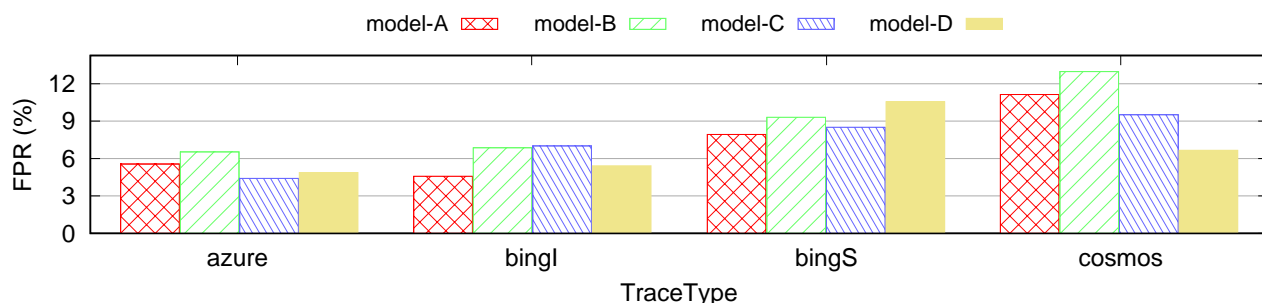 model-A model-B model-C model-D
FPR (%)
12
9
6
3
0
azure bingI bingS cosmos
TraceType